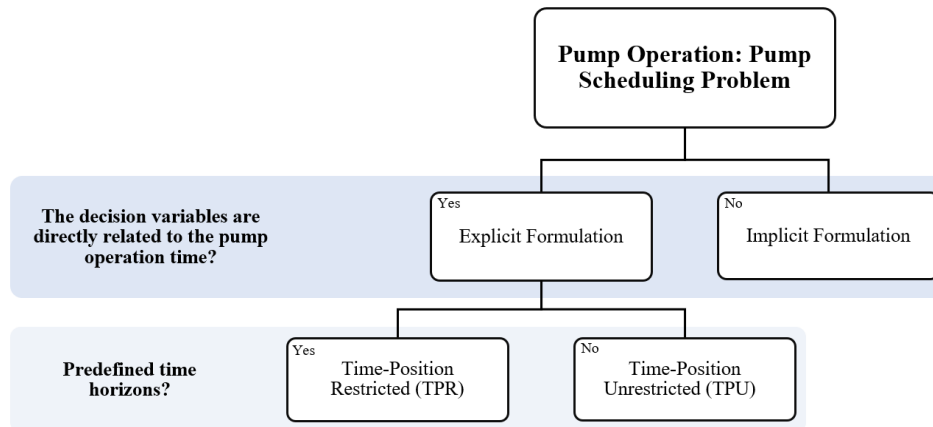 Pump Operation: Pump
Scheduling Problem
The decision variables are
directly related to the pump
operation time?
Yes
Explicit Formulation
No
Implicit Formulation
Predefined time
horizons?
Yes
Time-Position
Restricted (TPR)
No
Time-Position
Unrestricted (TPU)